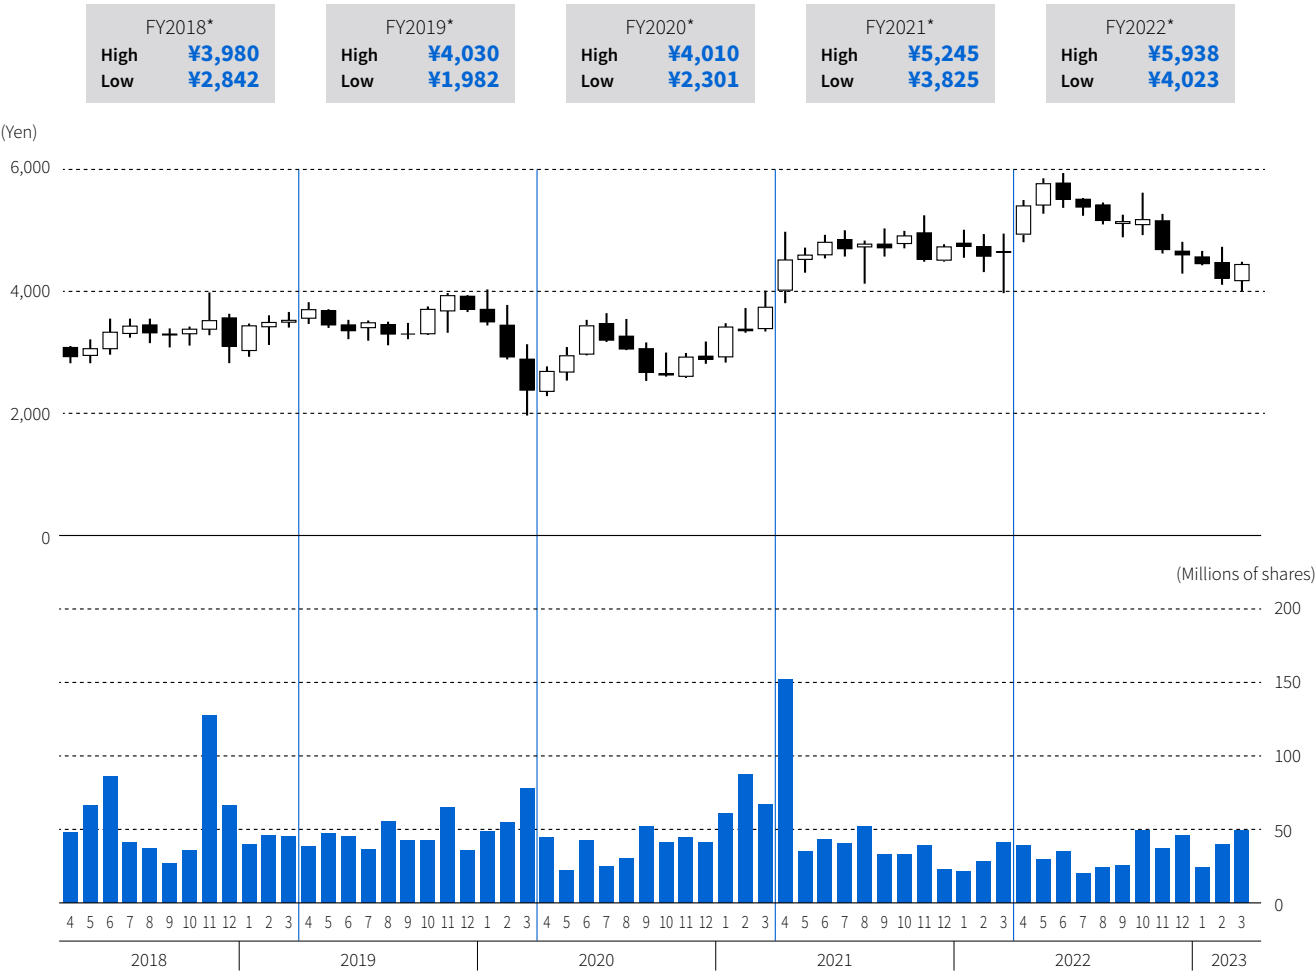 FY2018*
High ¥3,980
Low ¥2,842
FY2019*
High ¥4,030
Low ¥1,982
FY2020*
High ¥4,010
Low ¥2,301
FY2021*
High ¥5,245
Low ¥3,825
FY2022*
High ¥5,938
Low ¥4,023
(Yen)
6,000
4,000
2,000
0
(Millions of shares)
200
150
100
50
0
4 5 6 7 8 9 10 11 12 1 2 3 4 5 6 7 8 9 10 11 12 1 2 3 4 5 6 7 8 9 10 11 12 1 2 3 4 5 6 7 8 9 10 11 12 1 2 3 4 5 6 7 8 9 10 11 12 1 2 3
2018 2019 2020 2021 2022 2023